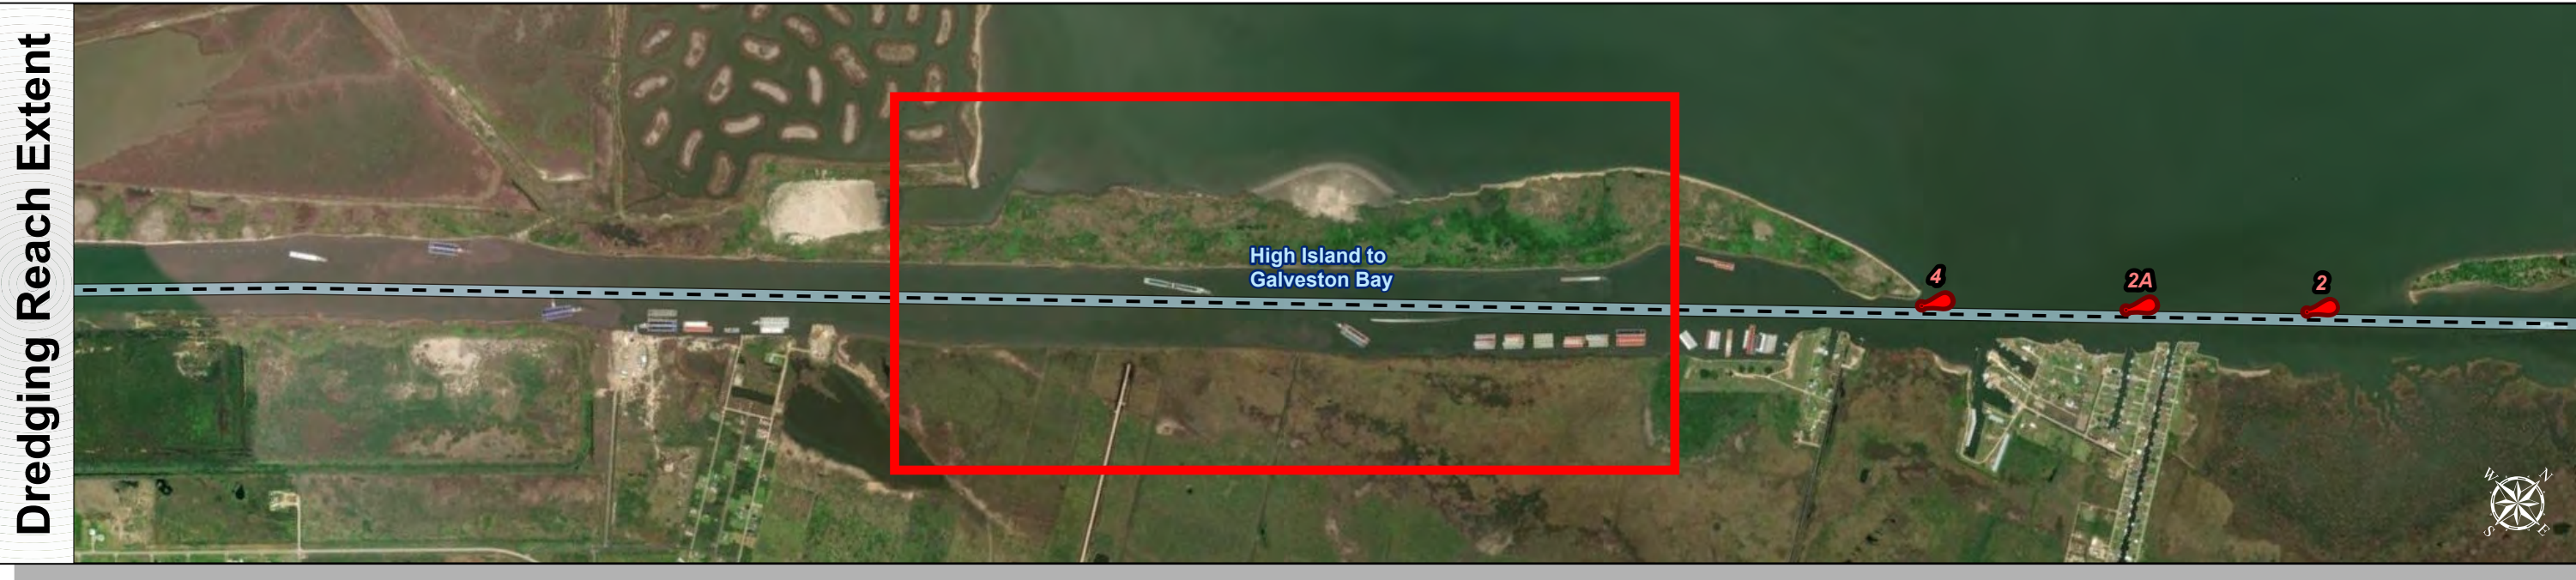 Dredging Reach Extent
High Island to
Galveston Bay
4
2A
2
W
N
S
E